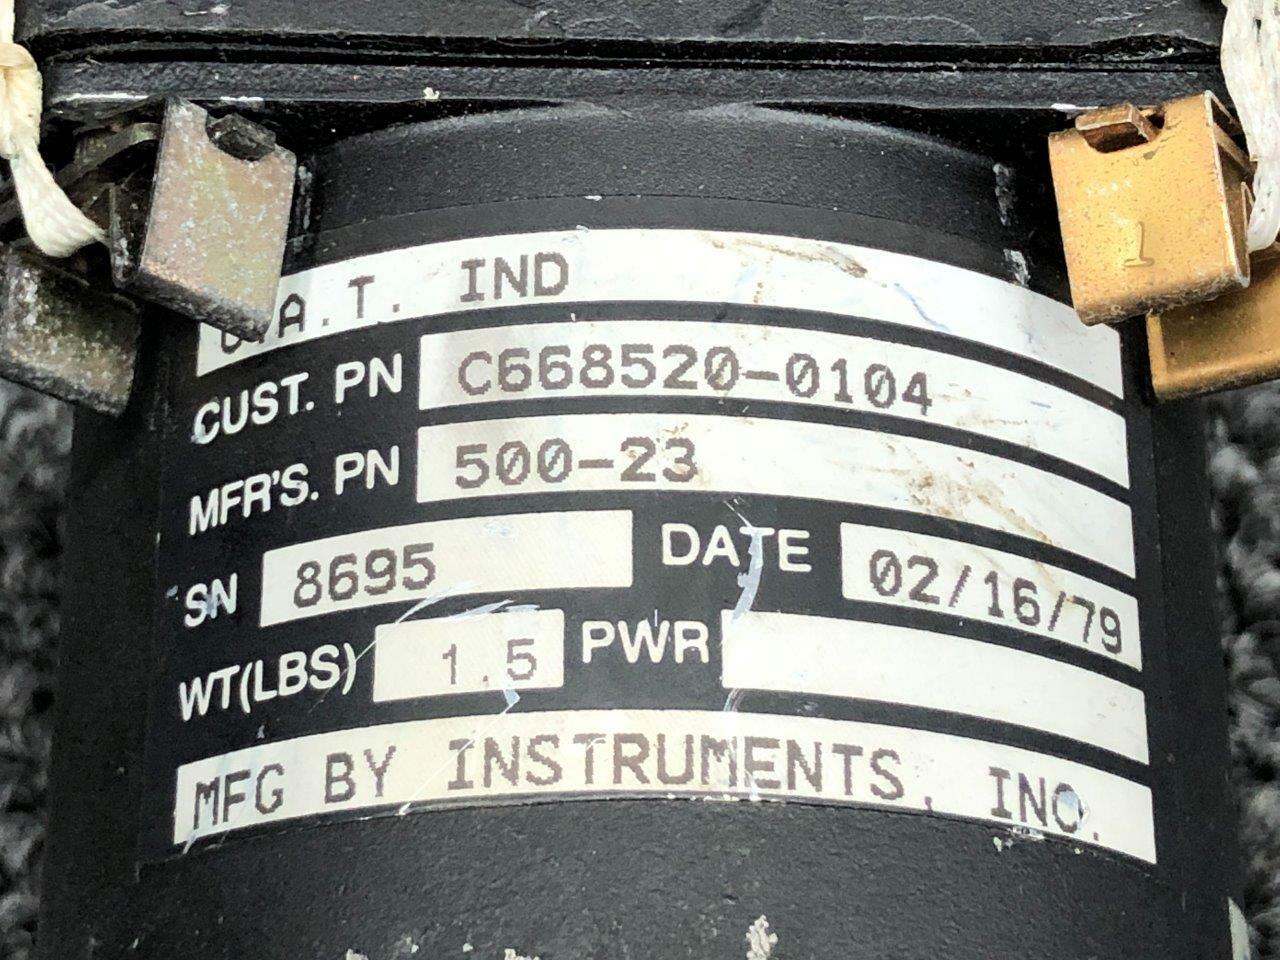 .A.T. IND
CUST. PN C668520-0104
MFR'S. PN 500-23
SN 8695 DATE 02/16/79
WT(LBS) 1.5 PWR
MFG BY INSTRUMENTS, INC.
1